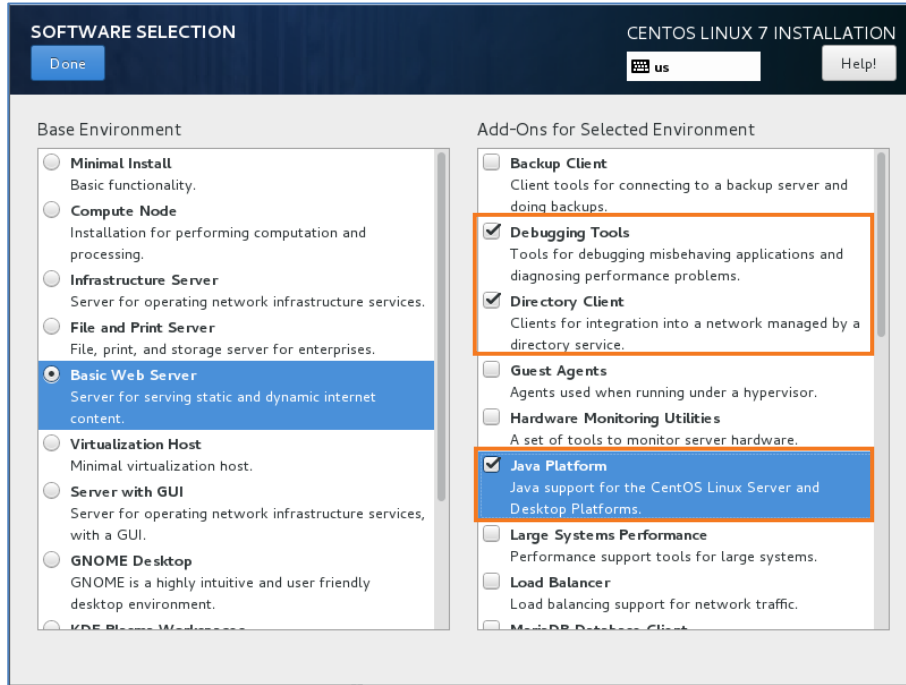 SOFTWARE SELECTION
CENTOS LINUX 7 INSTALLATION
Done
us
Help!
Base Environment
Minimal Install
Basic functionality.
Compute Node
Installation for performing computation and
processing.
Infrastructure Server
Server for operating network infrastructure services.
File and Print Server
File, print, and storage server for enterprises.
Basic Web Server
Server for serving static and dynamic internet
content.
Virtualization Host
Minimal virtualization host.
Server with GUI
Server for operating network infrastructure services,
with a GUI.
GNOME Desktop
GNOME is a highly intuitive and user friendly
desktop environment.
KDE Plasma Workspaces
Add-Ons for Selected Environment
Backup Client
Client tools for connecting to a backup server and
doing backups.
Debugging Tools
Tools for debugging misbehaving applications and
diagnosing performance problems.
Directory Client
Clients for integration into a network managed by a
directory service.
Guest Agents
Agents used when running under a hypervisor.
Hardware Monitoring Utilities
A set of tools to monitor server hardware.
Java Platform
Java support for the CentOS Linux Server and
Desktop Platforms.
Large Systems Performance
Performance support tools for large systems.
Load Balancer
Load balancing support for network traffic.
MariaDB Database Client